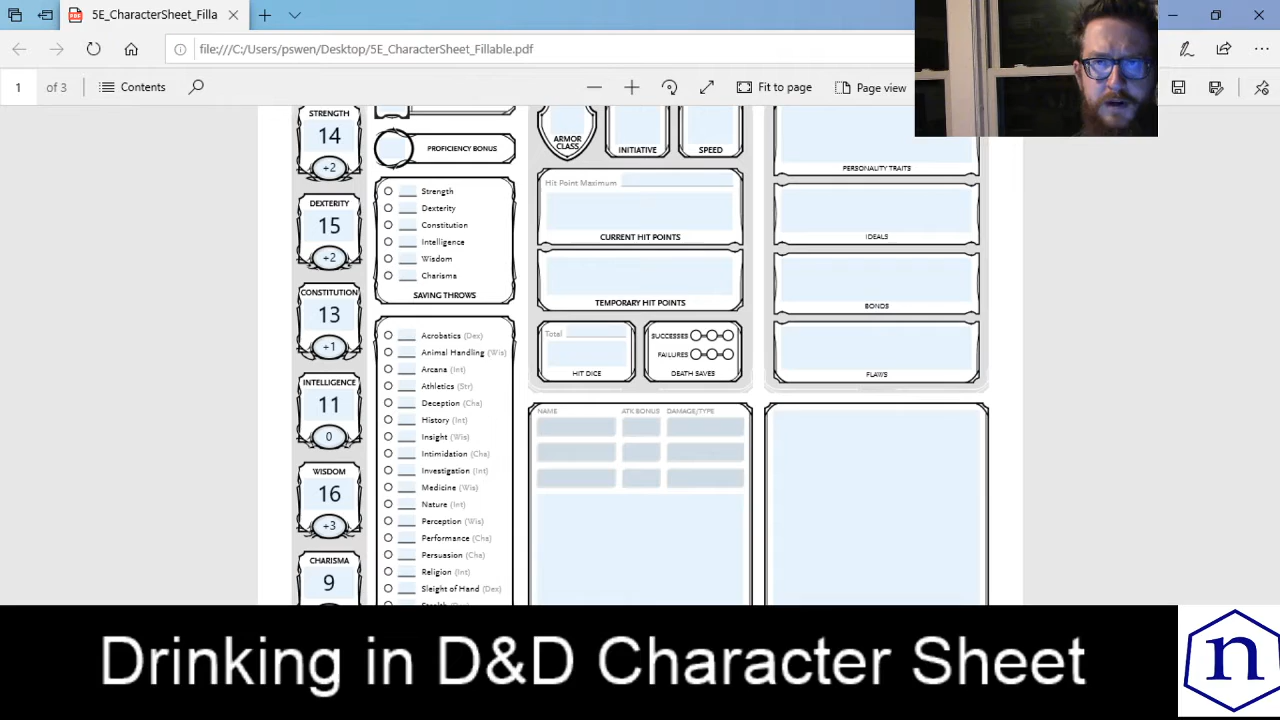 5E_CharacterSheet_Filla
file:///C:/Users/pswen/Desktop/5E_CharacterSheet_Fillable.pdf
1 of 3
Contents
Fit to page
Page view
STRENGTH
14
+2
DEXTERITY
15
+2
CONSTITUTION
13
+1
INTELLIGENCE
11
0
WISDOM
16
+3
CHARISMA
9
PROFICIENCY BONUS
Strength
Dexterity
Constitution
Intelligence
Wisdom
Charisma
SAVING THROWS
Acrobatics (Dex)
Animal Handling (Wis)
Arcana (Int)
Athletics (Str)
Deception (Cha)
History (Int)
Insight (Wis)
Intimidation (Cha)
Investigation (Int)
Medicine (Wis)
Nature (Int)
Perception (Wis)
Performance (Cha)
Persuasion (Cha)
Religion (Int)
Sleight of Hand (Dex)
ARMOR
CLASS
INITIATIVE
SPEED
Hit Point Maximum
CURRENT HIT POINTS
TEMPORARY HIT POINTS
Total
HIT DICE
SUCCESSES
FAILURES
DEATH SAVES
NAME ATK BONUS DAMAGE/TYPE
PERSONALITY TRAITS
IDEALS
BONDS
FLAWS
Drinking in D&D Character Sheet
n